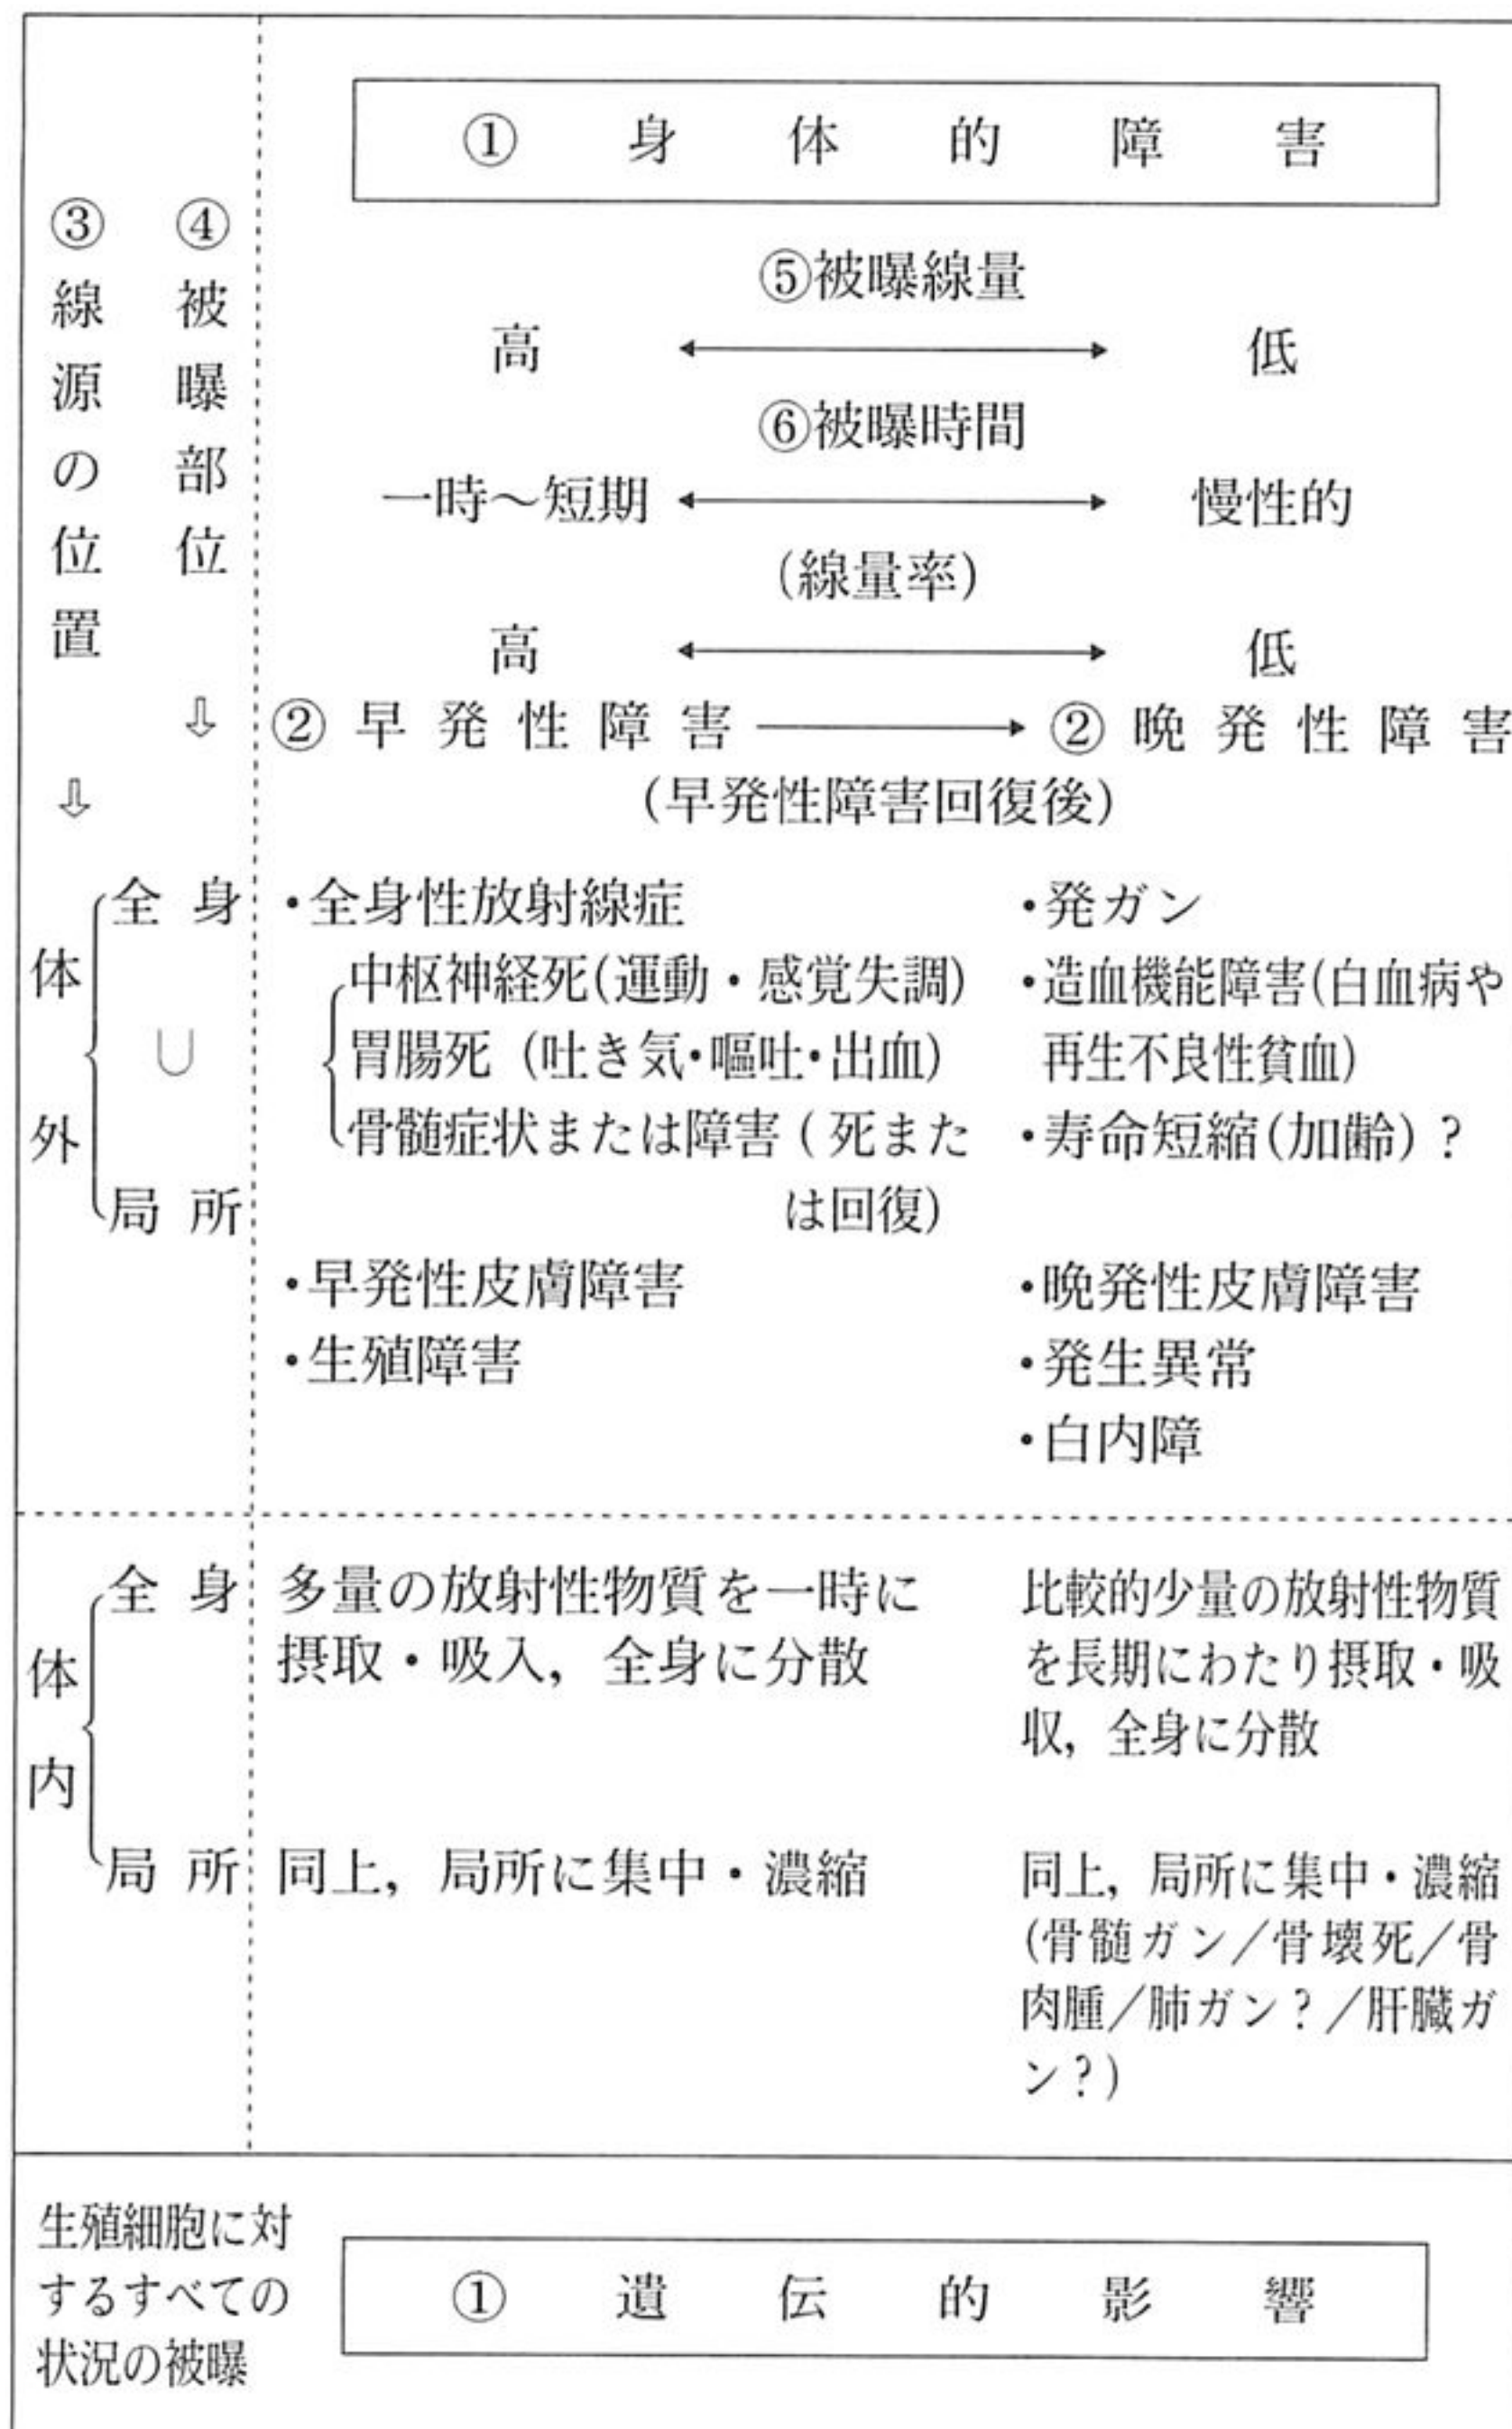 ① 身体的障害
③線源の位置
④被曝部位
⑤被曝線量
高 ←→ 低
⑥被曝時間
一時～短期 ←→ 慢性的
(線量率)
高 ←→ 低
⇩ ②早発性障害 → ②晩発性障害
⇩ (早発性障害回復後)
体外
全身
∪
局所
・全身性放射線症
中枢神経死(運動・感覚失調)
胃腸死(吐き気・嘔吐・出血)
骨髄症状または障害(死また
は回復)
・早発性皮膚障害
・生殖障害
・発ガン
・造血機能障害(白血病や
再生不良性貧血)
・寿命短縮(加齢)?
・晩発性皮膚障害
・発生異常
・白内障
体内
全身
多量の放射性物質を一時に
摂取・吸入，全身に分散
比較的少量の放射性物質
を長期にわたり摂取・吸
収，全身に分散
局所
同上，局所に集中・濃縮
同上，局所に集中・濃縮
(骨髄ガン／骨壊死／骨
肉腫／肺ガン？／肝臓ガ
ン？)
生殖細胞に対
するすべての
状況の被曝
① 遺伝的影響